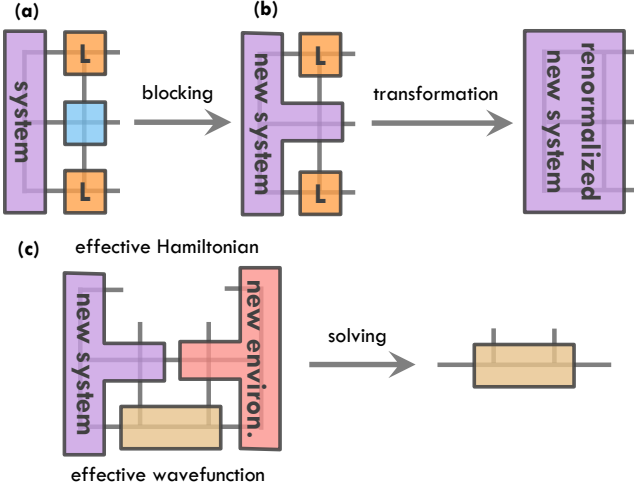 (a)
system
L
L
blocking
(b)
new system
L
L
transformation
renormalized
new system
(c)
effective Hamiltonian
new system
new environ.
effective wavefunction
solving